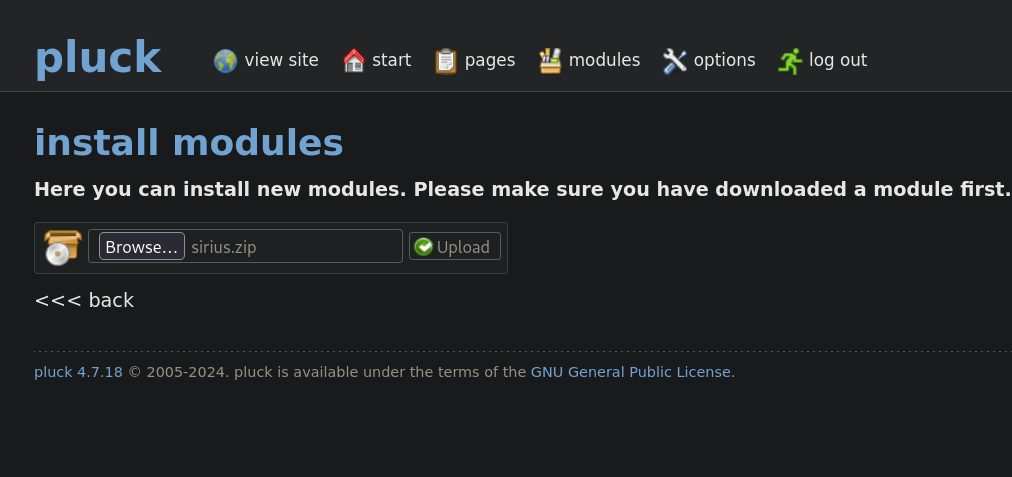 pluck view site start pages modules options log out
install modules
Here you can install new modules. Please make sure you have downloaded a module first.
Browse... sirius.zip Upload
<<< back
pluck 4.7.18 © 2005-2024. pluck is available under the terms of the GNU General Public License.